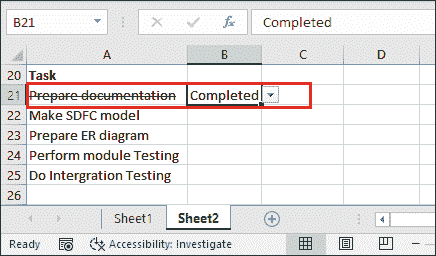 B21
fx
Completed
A B C D E
20 Task
21 Prepare documentation Completed
22 Make SDFC model
23 Prepare ER diagram
24 Perform module Testing
25 Do Intergration Testing
26
Sheet1 Sheet2
Ready Accessibility: Investigate